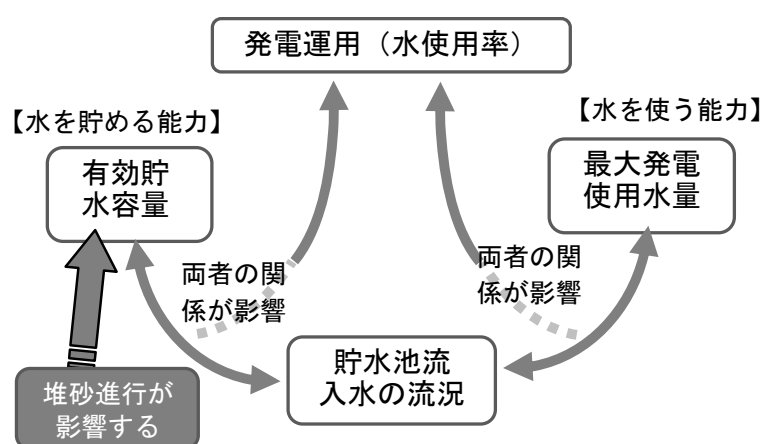 発電運用（水使用率）
【水を貯める能力】
【水を使う能力】
有効貯
水容量
最大発電
使用水量
両者の関
係が影響
両者の関
係が影響
貯水池流
入水の流況
堆砂進行が
影響する